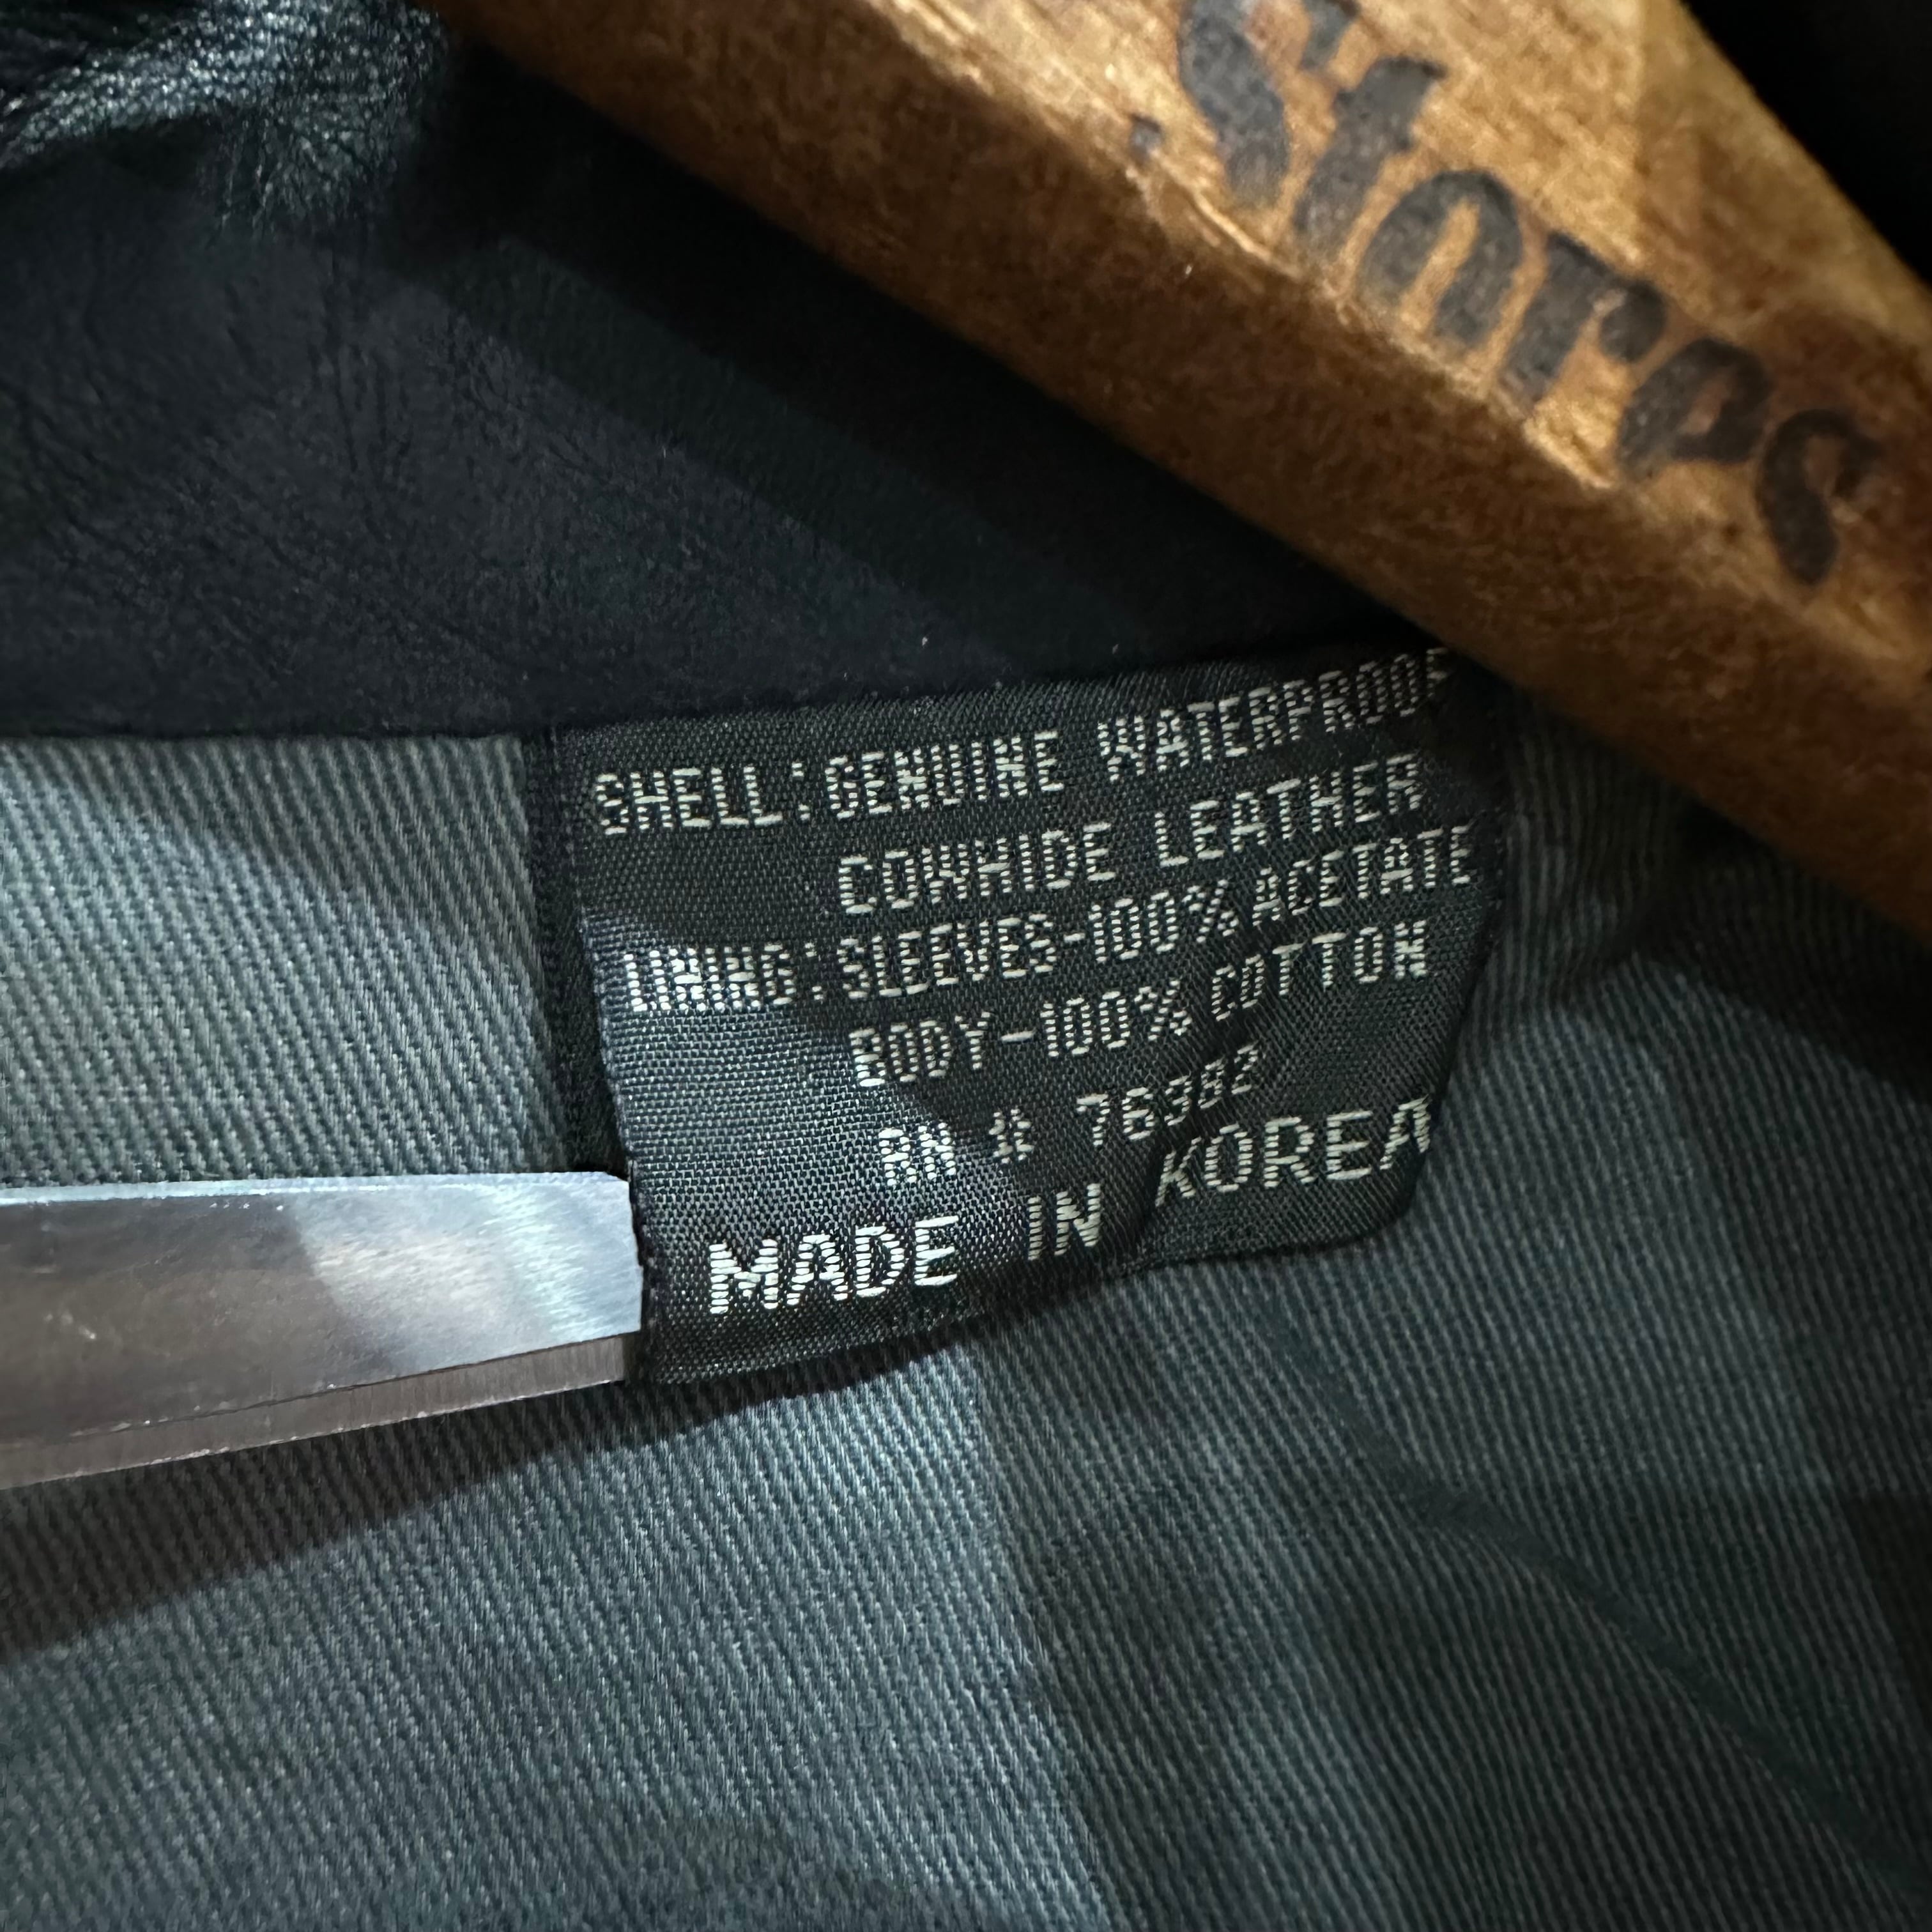 Stores
SHELL:GENUINE WATERPROOF
COWHIDE LEATHER
LINING:SLEEVES-100% ACETATE
BODY-100% COTTON
RN # 76382
MADE IN KOREA